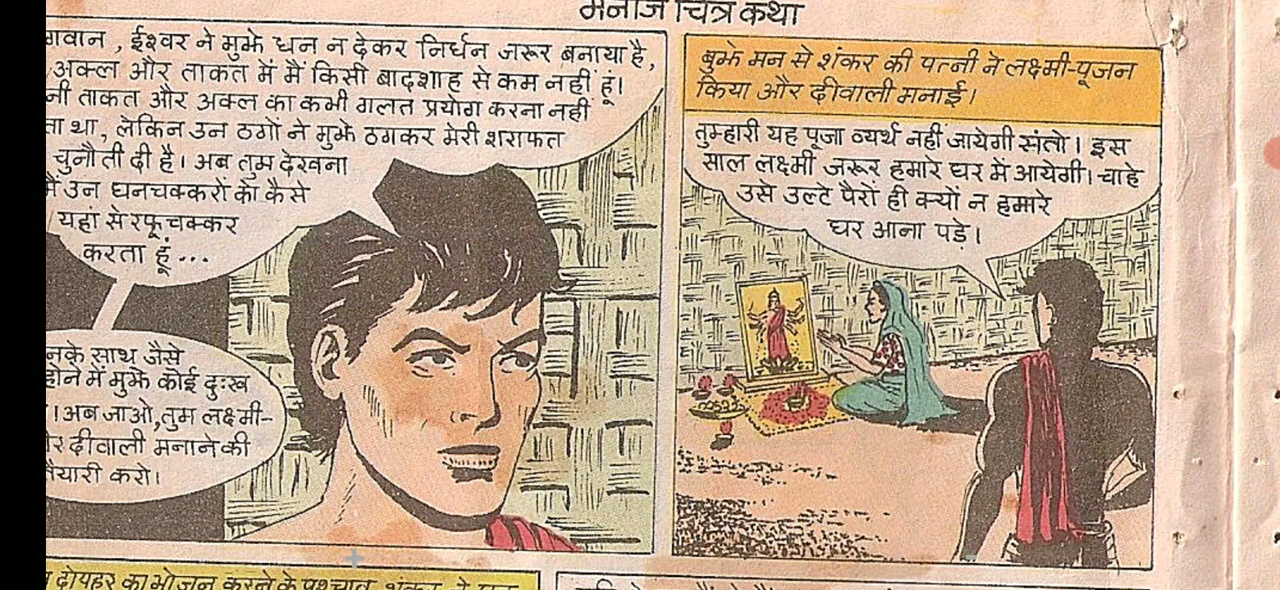 मनोज चित्र कथा
गवान, ईश्वर ने मुझे धन न देकर निर्धन जरूर बनाया है,
अक्ल और ताकत में मैं किसी बादशाह से कम नहीं हूं।
नी ताकत और अक्ल का कभी गलत प्रयोग करना नहीं
ता था, लेकिन उन ठगों ने मुझे ठगकर मेरी शराफत
चुनौती दी है। अब तुम देखना
मैं उन घनचक्करों को कैसे
यहां से रफूचक्कर
करता हूं...
नके साथ जैसे
होने में मुझे कोई दुःख
। अब जाओ, तुम लक्ष्मी-
र दीवाली मनाने की
तैयारी करो।
बुझे मन से शंकर की पत्नी ने लक्ष्मी-पूजन
किया और दीवाली मनाई।
तुम्हारी यह पूजा व्यर्थ नहीं जायेगी संतो। इस
साल लक्ष्मी जरूर हमारे घर में आयेगी। चाहे
उसे उल्टे पैरों ही क्यों न हमारे
घर आना पड़े।
दोपहर का भोजन करने के पश्चात शंकर ने